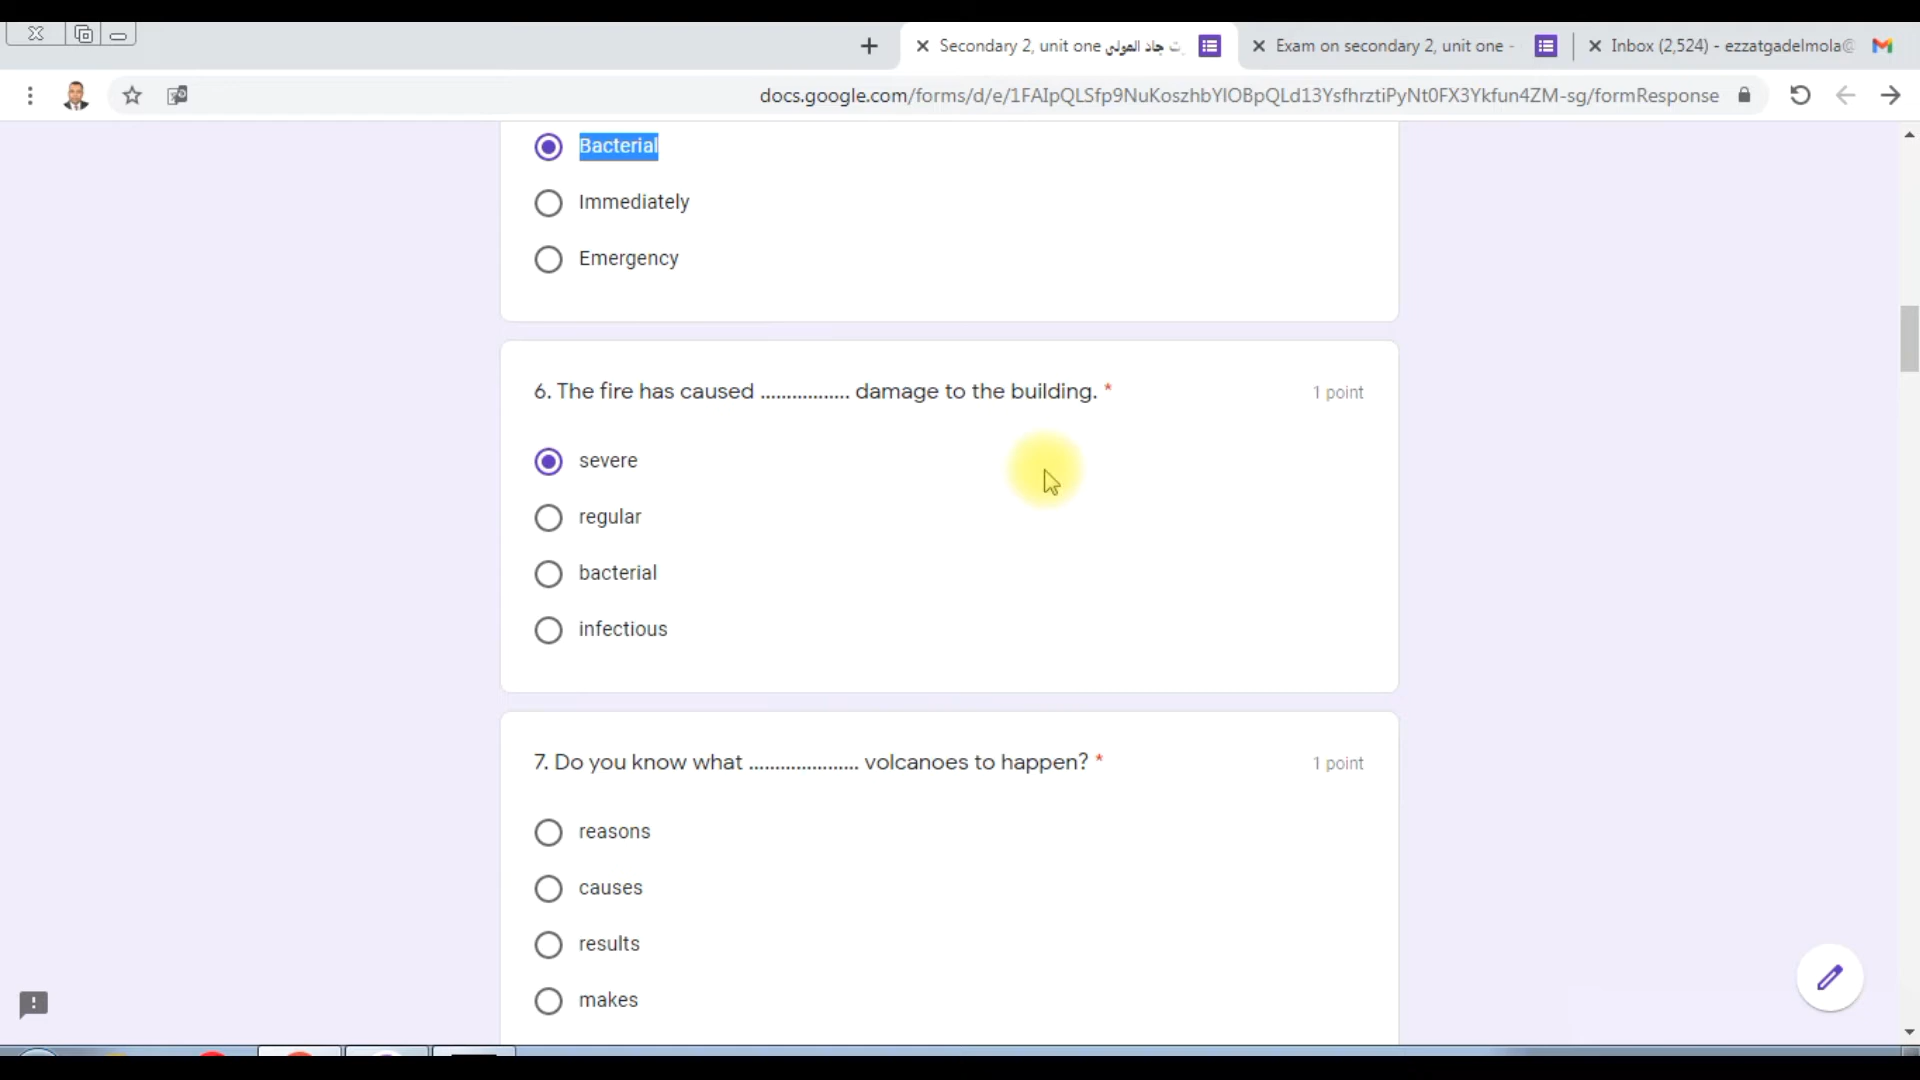 Secondary 2, unit one ت جاد المولى
Exam on secondary 2, unit one -
Inbox (2,524) - ezzatgadelmola@
docs.google.com/forms/d/e/1FAIpQLSfp9NuKoszhbYlOBpQLd13YsfhrztiPyNt0FX3Ykfun4ZM-sg/formResponse
Bacterial
Immediately
Emergency
6. The fire has caused ................. damage to the building. *
1 point
severe
regular
bacterial
infectious
7. Do you know what ..................... volcanoes to happen? *
1 point
reasons
causes
results
makes